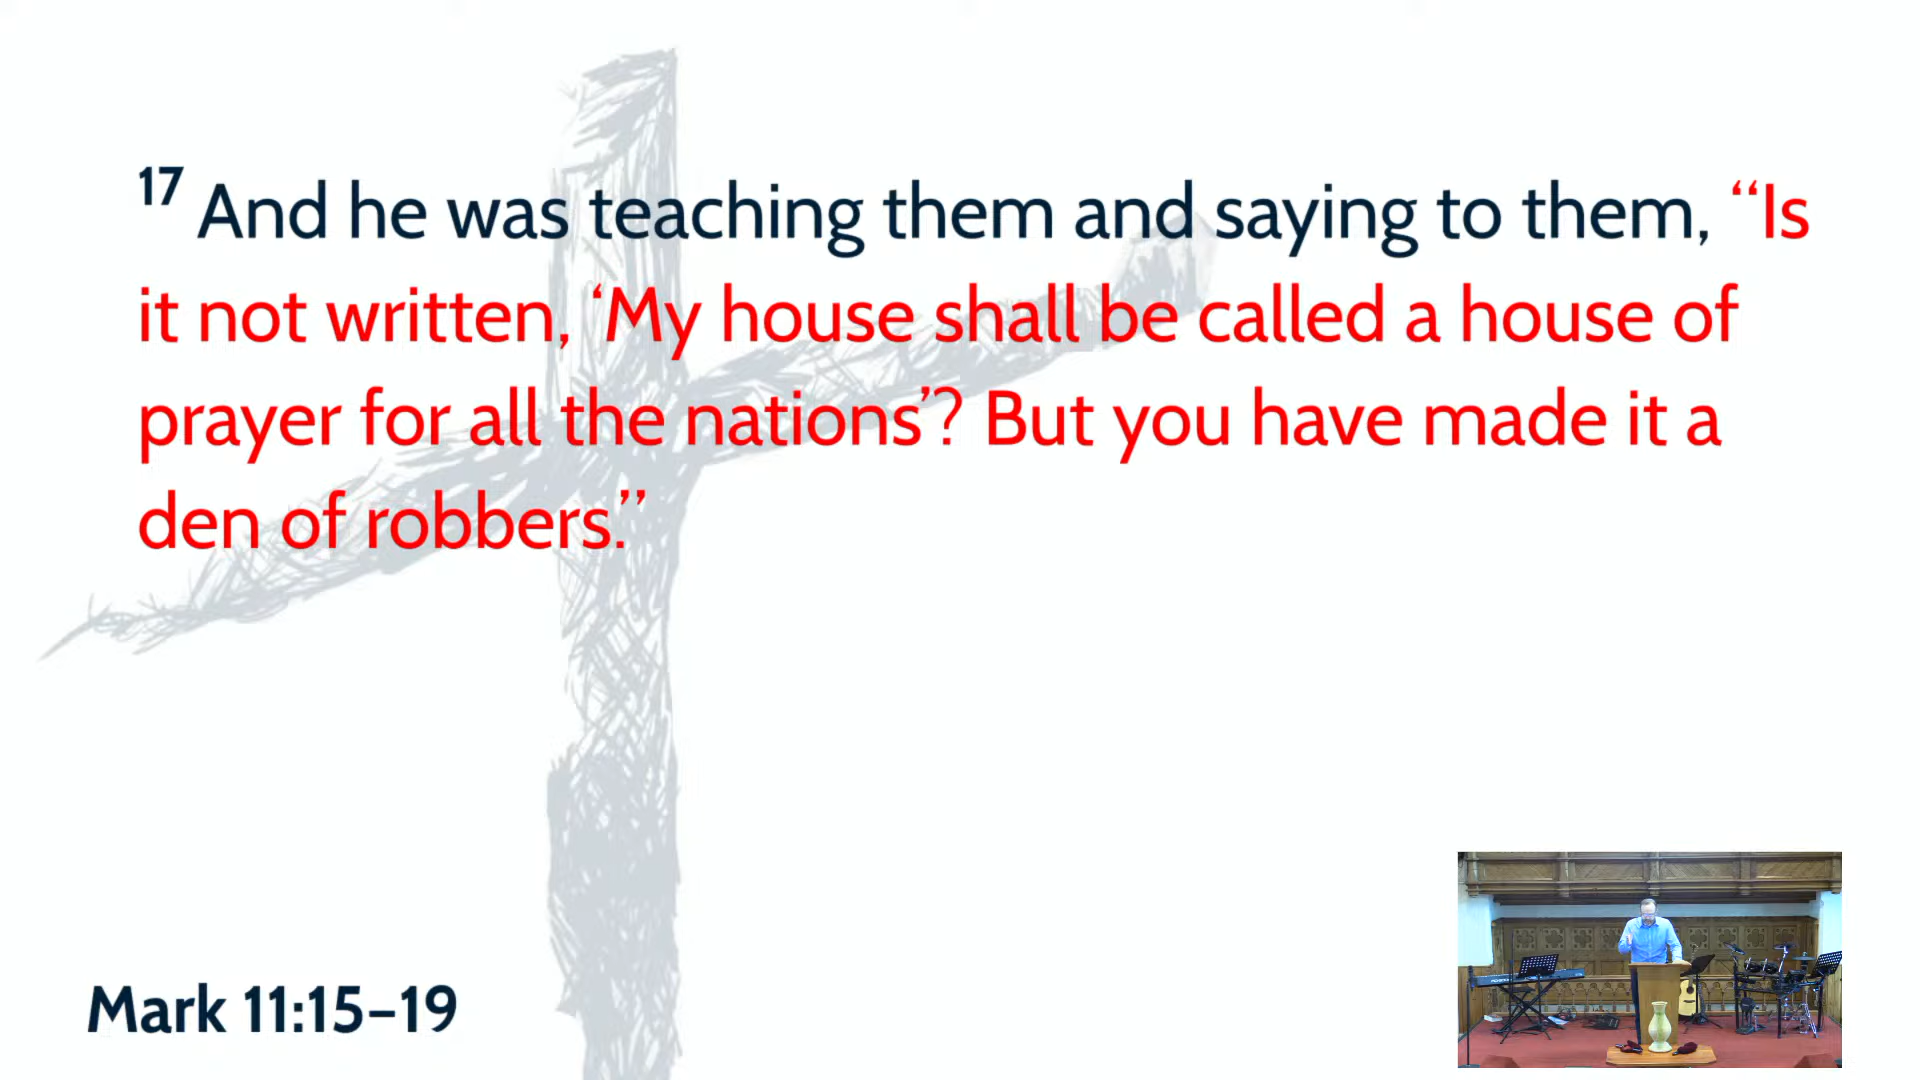 17 And he was teaching them and saying to them, “Is
it not written, ‘My house shall be called a house of
prayer for all the nations’? But you have made it a
den of robbers.”
Mark 11:15–19